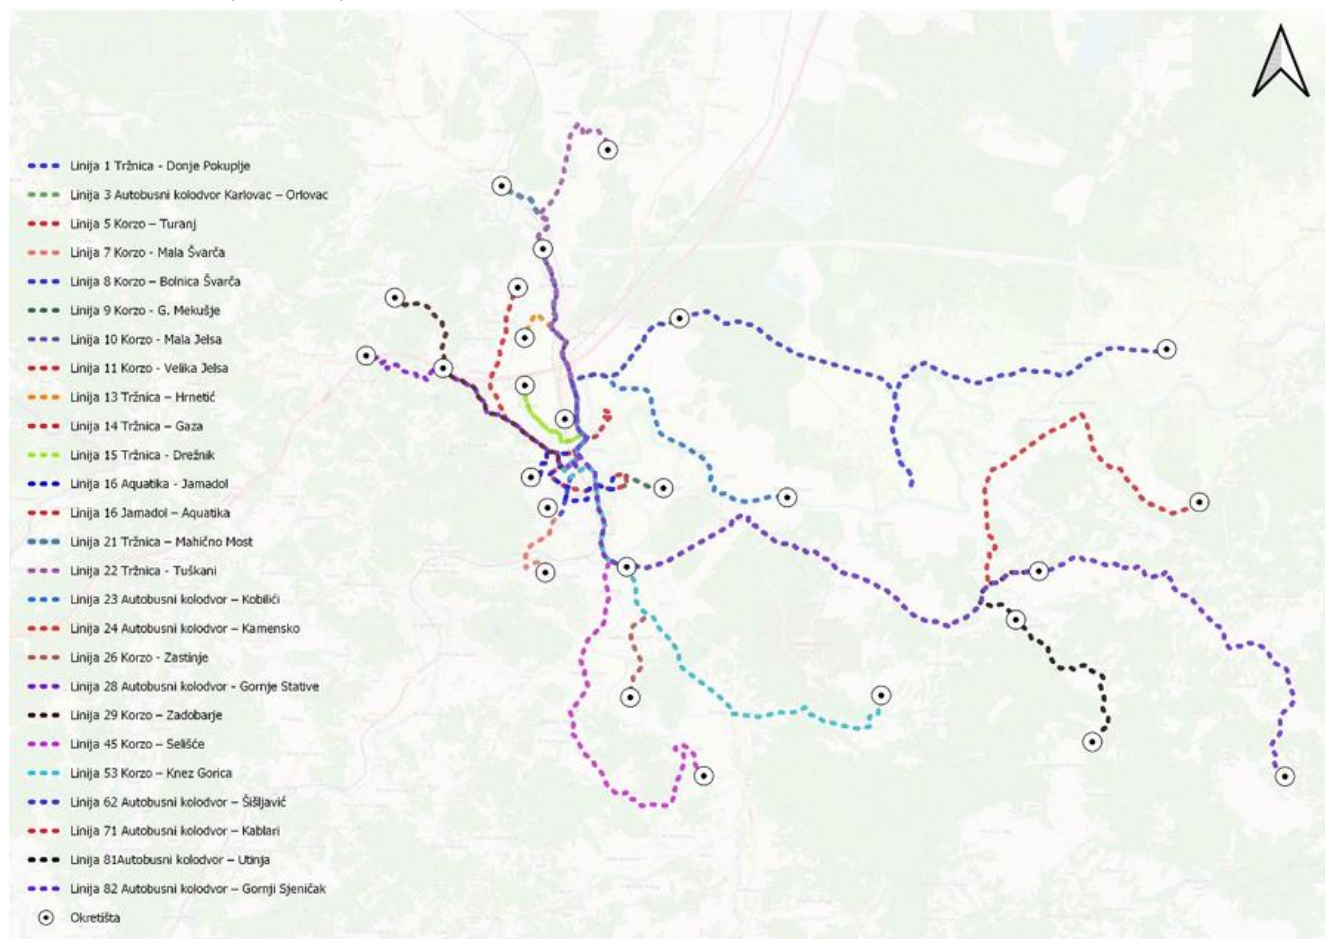 Linija 1 Tržnica - Donje Pokuplje
Linija 3 Autobusni kolodvor Karlovac – Orlovac
Linija 5 Korzo – Turanj
Linija 7 Korzo - Mala Švarča
Linija 8 Korzo – Bolnica Švarča
Linija 9 Korzo - G. Mekušje
Linija 10 Korzo - Mala Jelsa
Linija 11 Korzo - Velika Jelsa
Linija 13 Tržnica – Hrnetić
Linija 14 Tržnica – Gaza
Linija 15 Tržnica - Drežnik
Linija 16 Aquatika - Jamadol
Linija 16 Jamadol – Aquatika
Linija 21 Tržnica – Mahično Most
Linija 22 Tržnica - Tuškani
Linija 23 Autobusni kolodvor – Kobilići
Linija 24 Autobusni kolodvor – Kamensko
Linija 26 Korzo - Zastinje
Linija 28 Autobusni kolodvor - Gornje Stative
Linija 29 Korzo – Zadobarje
Linija 45 Korzo – Selišće
Linija 53 Korzo – Knez Gorica
Linija 62 Autobusni kolodvor – Šišljavić
Linija 71 Autobusni kolodvor – Kablari
Linija 81Autobusni kolodvor – Utinja
Linija 82 Autobusni kolodvor – Gornji Sjeničak
Okretišta